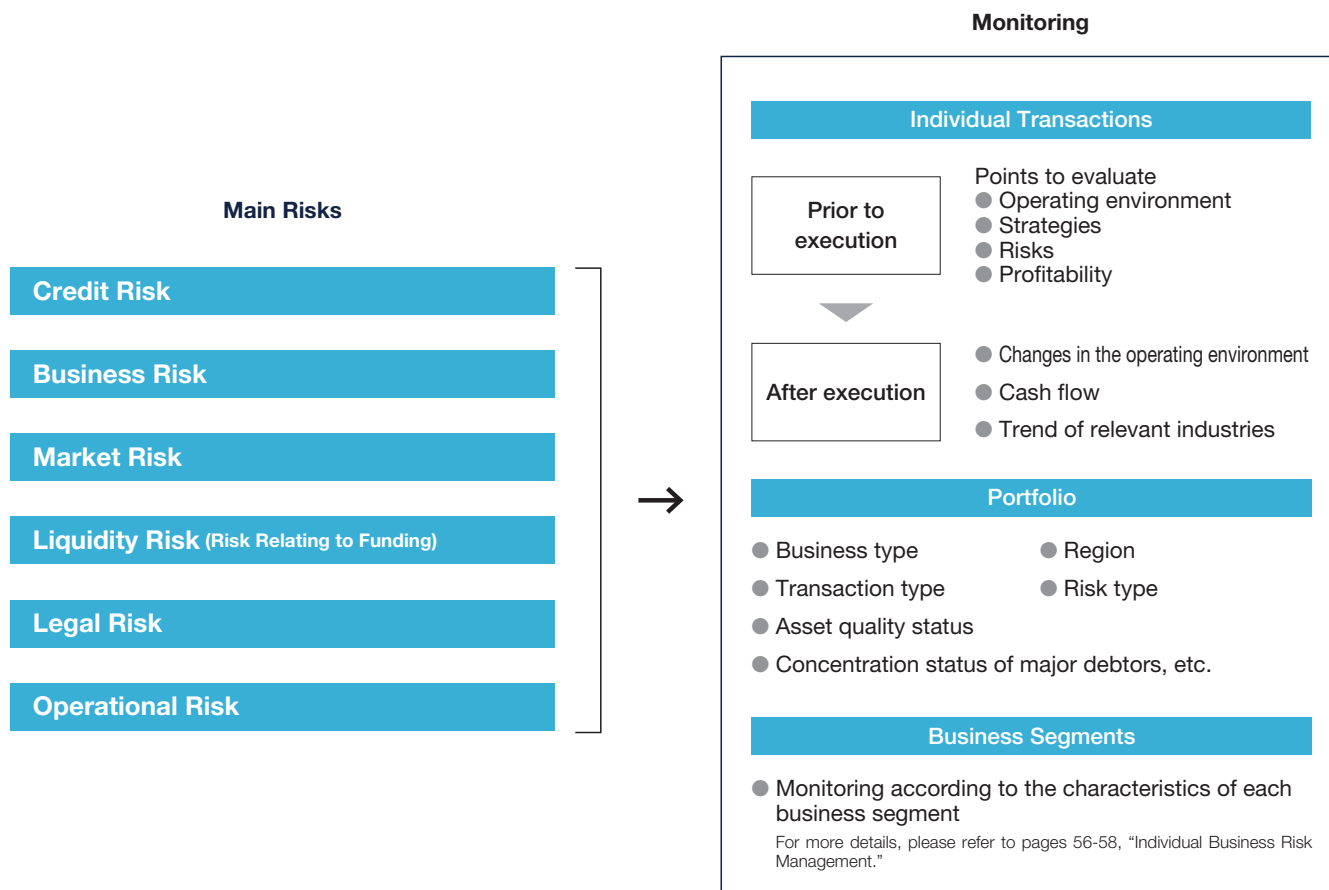 Main Risks
Credit Risk
Business Risk
Market Risk
Liquidity Risk (Risk Relating to Funding)
Legal Risk
Operational Risk
Monitoring
Individual Transactions
Prior to
execution
Points to evaluate
Operating environment
Strategies
Risks
Profitability
After execution
Changes in the operating environment
Cash flow
Trend of relevant industries
Portfolio
Business type
Region
Transaction type
Risk type
Asset quality status
Concentration status of major debtors, etc.
Business Segments
Monitoring according to the characteristics of each
business segment
For more details, please refer to pages 56-58, “Individual Business Risk
Management.”